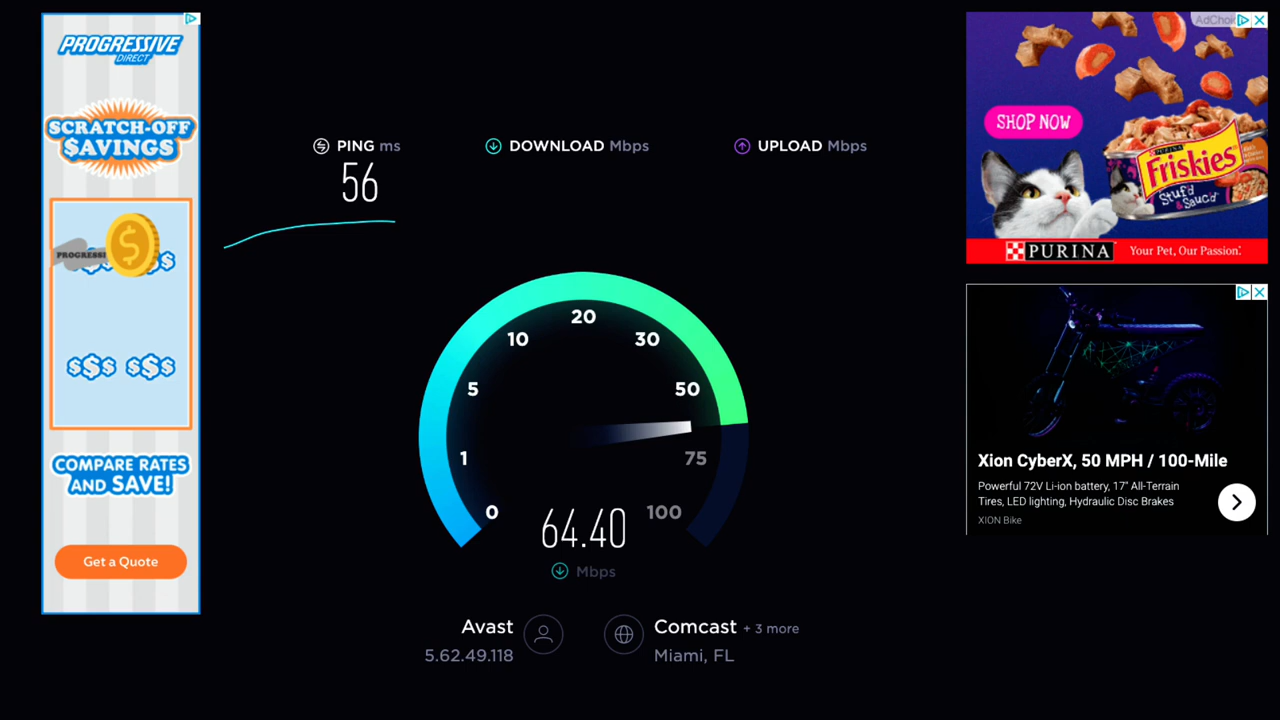 PROGRESSIVE
DIRECT
SCRATCH-OFF
$AVINGS
PROGRESSI
$
$$$
$$$ $$$
COMPARE RATES
AND SAVE!
Get a Quote
PING ms
56
DOWNLOAD Mbps
UPLOAD Mbps
0
1
5
10
20
30
50
75
100
64.40
Mbps
Avast
5.62.49.118
Comcast + 3 more
Miami, FL
AdChoi
SHOP NOW
PURINA
Friskies
Stuf'd
& Sauc'd
PURINA Your Pet, Our Passion.
Xion CyberX, 50 MPH / 100-Mile
Powerful 72V Li-ion battery, 17" All-Terrain
Tires, LED lighting, Hydraulic Disc Brakes
XION Bike